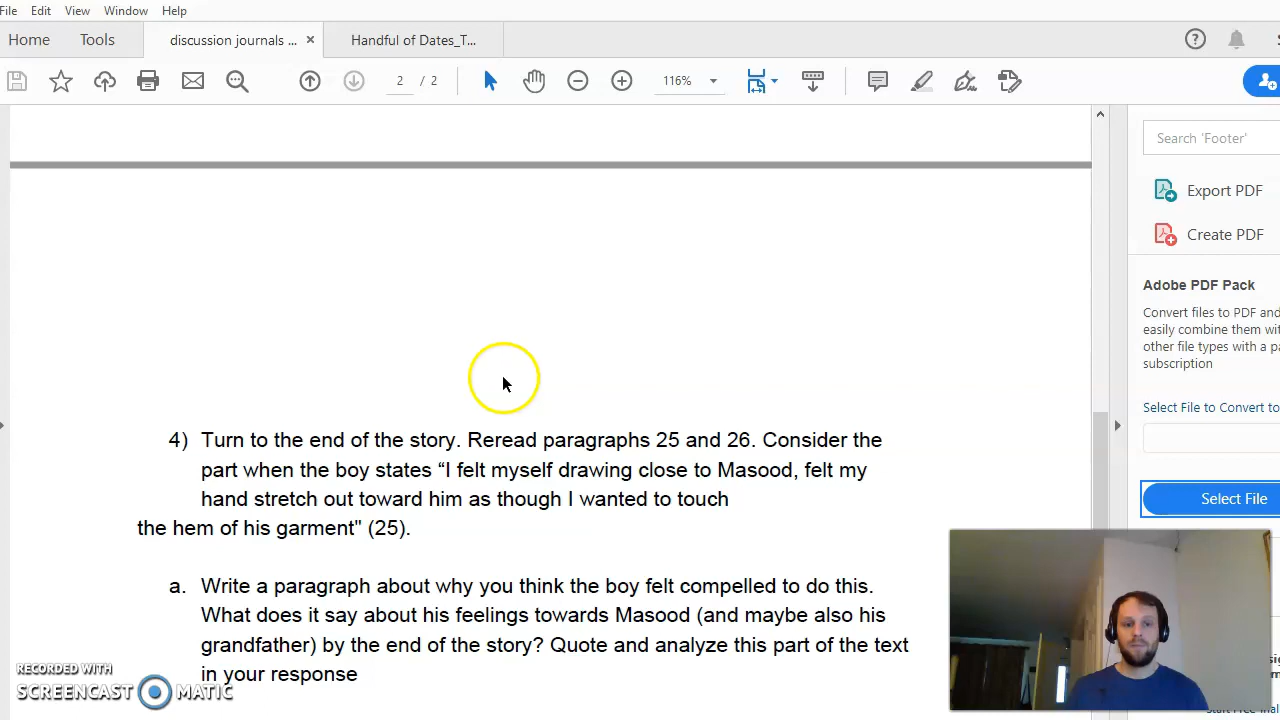 File Edit View Window Help
Home Tools discussion journals ... × Handful of Dates_T...
2 / 2 116%
Search 'Footer'
Export PDF
Create PDF
Adobe PDF Pack
Convert files to PDF and
easily combine them wit
other file types with a pa
subscription
Select File to Convert to
Select File
4) Turn to the end of the story. Reread paragraphs 25 and 26. Consider the
part when the boy states “I felt myself drawing close to Masood, felt my
hand stretch out toward him as though I wanted to touch
the hem of his garment" (25).
a. Write a paragraph about why you think the boy felt compelled to do this.
What does it say about his feelings towards Masood (and maybe also his
grandfather) by the end of the story? Quote and analyze this part of the text
in your response
RECORDED WITH
SCREENCAST MATIC